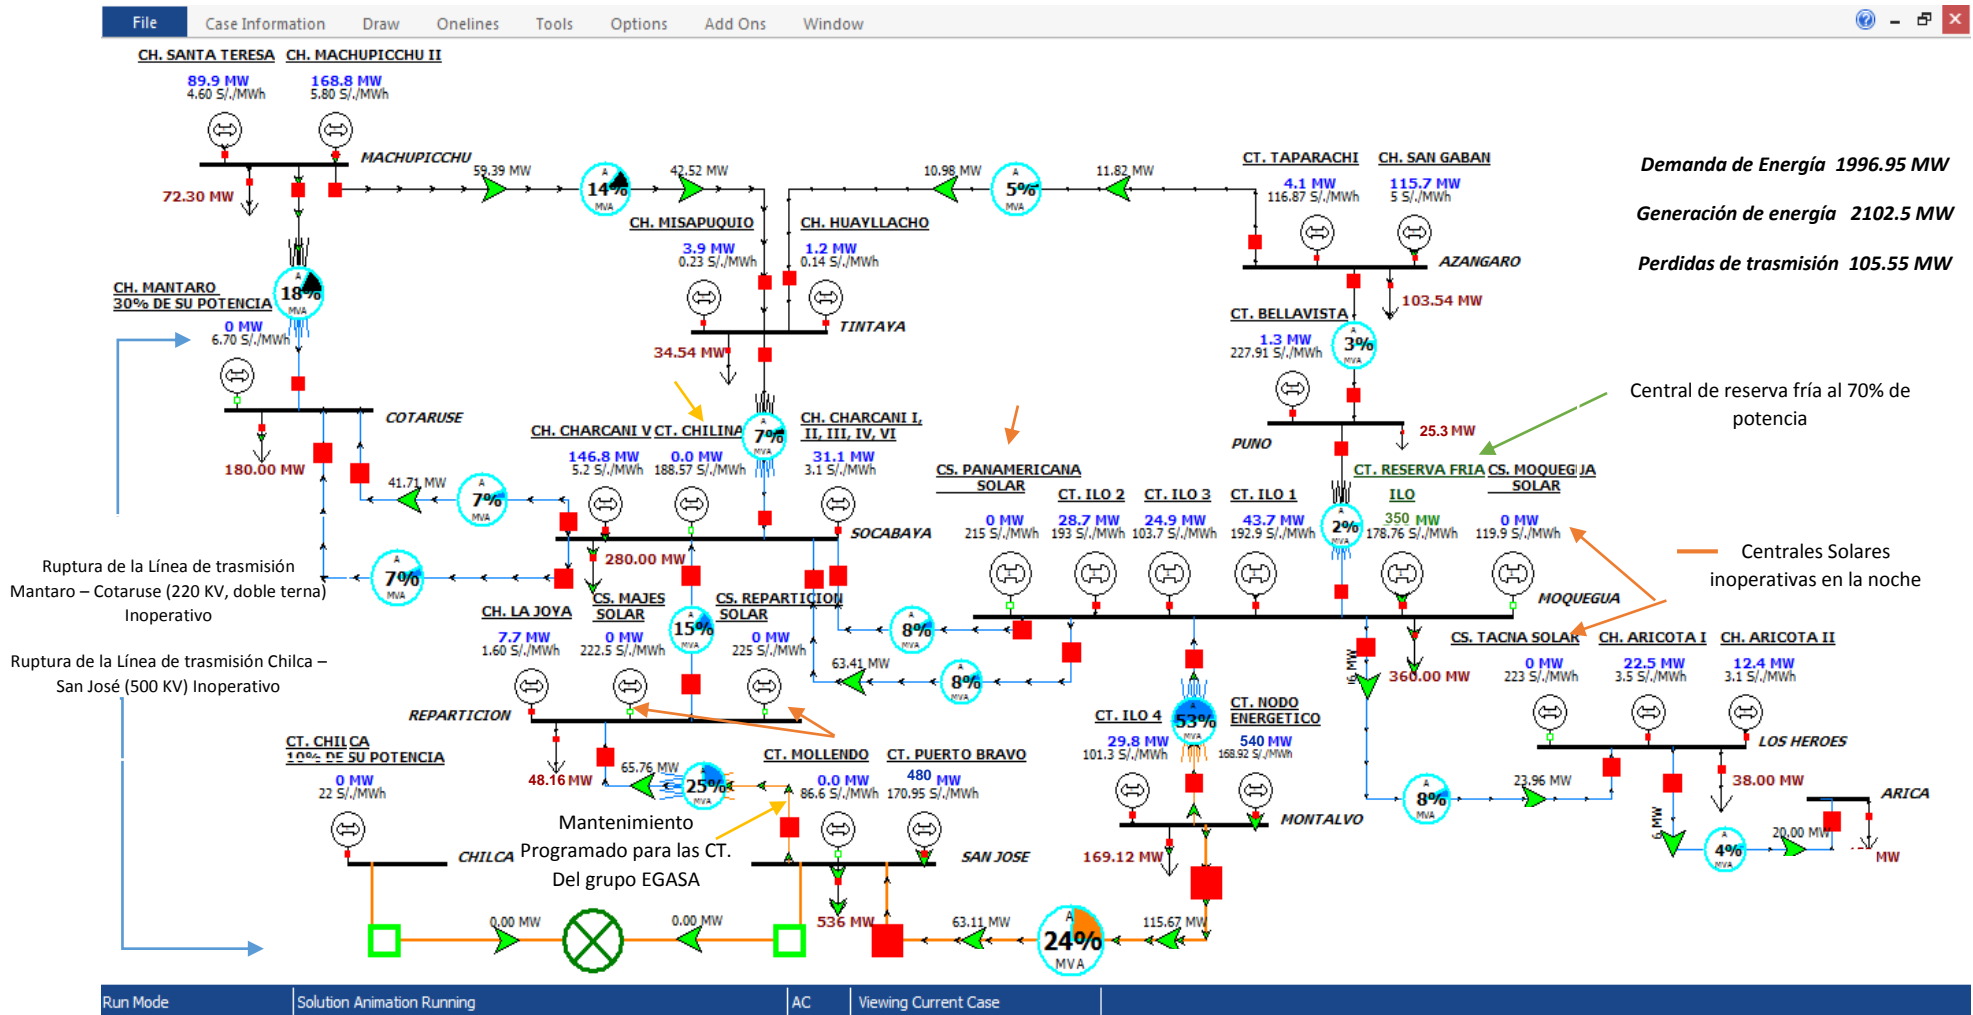 File Case Information Draw Onelines Tools Options Add Ons Window
CH. SANTA TERESA
89.9 MW
4.60 S/./MWh
CH. MACHUPICCHU II
168.8 MW
5.80 S/./MWh
MACHUPICCHU
72.30 MW
59.39 MW
A
14%
MVA
42.52 MW
10.98 MW
A
5%
MVA
11.82 MW
CT. TAPARACHI
4.1 MW
116.87 S/./MWh
CH. SAN GABAN
115.7 MW
5 S/./MWh
AZANGARO
103.54 MW
Demanda de Energía 1996.95 MW
Generación de energía 2102.5 MW
Perdidas de trasmisión 105.55 MW
CH. MISAPUQUIO
3.9 MW
0.23 S/./MWh
CH. HUAYLLACHO
1.2 MW
0.14 S/./MWh
TINTAYA
34.54 MW
A
18%
MVA
CH. MANTARO
30% DE SU POTENCIA
0 MW
6.70 S/./MWh
COTARUSE
180.00 MW
CT. BELLAVISTA
1.3 MW
227.91 S/./MWh
A
3%
MVA
PUNO
25.3 MW
Central de reserva fría al 70% de
potencia
41.71 MW
A
7%
MVA
A
7%
MVA
CH. CHARCANI V
146.8 MW
5.2 S/./MWh
CT. CHILINA
0.0 MW
188.57 S/./MWh
A
7%
MVA
CH. CHARCANI I,
II, III, IV, VI
31.1 MW
3.1 S/./MWh
SOCABAYA
280.00 MW
CS. PANAMERICANA
SOLAR
0 MW
215 S/./MWh
CT. ILO 2
28.7 MW
193 S/./MWh
CT. ILO 3
24.9 MW
103.7 S/./MWh
CT. ILO 1
43.7 MW
192.9 S/./MWh
A
2%
MVA
CT. RESERVA FRIA
ILO
350 MW
178.76 S/./MWh
CS. MOQUEGUA
SOLAR
0 MW
119.9 S/./MWh
MOQUEGUA
360.00 MW
Centrales Solares
inoperativas en la noche
Ruptura de la Línea de trasmisión
Mantaro – Cotaruse (220 KV, doble terna)
Inoperativo
Ruptura de la Línea de trasmisión Chilca –
San José (500 KV) Inoperativo
CH. LA JOYA
7.7 MW
1.60 S/./MWh
CS. MAJES
SOLAR
0 MW
222.5 S/./MWh
A
15%
MVA
CS. REPARTICION
SOLAR
0 MW
225 S/./MWh
REPARTICION
48.16 MW
A
8%
MVA
63.41 MW
A
8%
MVA
CS. TACNA SOLAR
0 MW
223 S/./MWh
CH. ARICOTA I
22.5 MW
3.5 S/./MWh
CH. ARICOTA II
12.4 MW
3.1 S/./MWh
LOS HEROES
38.00 MW
CT. ILO 4
29.8 MW
101.3 S/./MWh
A
53%
MVA
CT. NODO
ENERGETICO
540 MW
168.92 S/./MWh
MONTALVO
169.12 MW
CT. CHILCA
10% DE SU POTENCIA
0 MW
22 S/./MWh
CHILCA
65.76 MW
A
25%
MVA
CT. MOLLENDO
0.0 MW
86.6 S/./MWh
CT. PUERTO BRAVO
480 MW
170.95 S/./MWh
SAN JOSE
536 MW
Mantenimiento
Programado para las CT.
Del grupo EGASA
A
8%
MVA
23.96 MW
ARICA
A
4%
MVA
20.00 MW
MW
0.00 MW
0.00 MW
63.11 MW
A
24%
MVA
115.67 MW
Run Mode Solution Animation Running AC Viewing Current Case